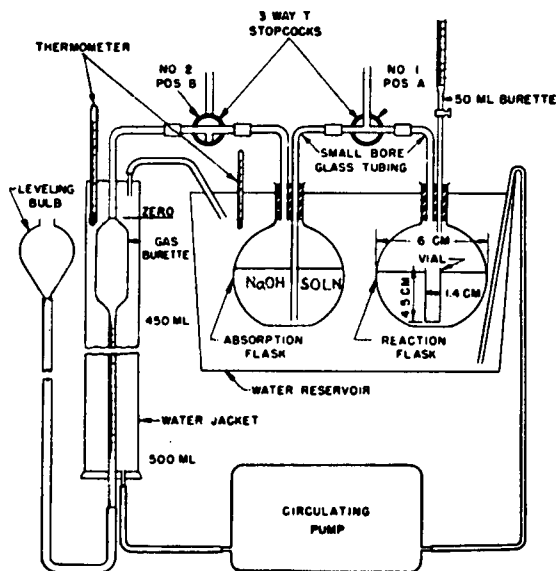 3 WAY T
STOPCOCKS
THERMOMETER
NO 2
POS B
NO 1
POS A
50 ML BURETTE
SMALL BORE
GLASS TUBING
LEVELING
BULB
ZERO
GAS
BURETTE
6 CM
VIAL
NaOH SOLN
4.5 CM
1.4 CM
450 ML
ABSORPTION
FLASK
REACTION
FLASK
WATER RESERVOIR
WATER JACKET
500 ML
CIRCULATING
PUMP